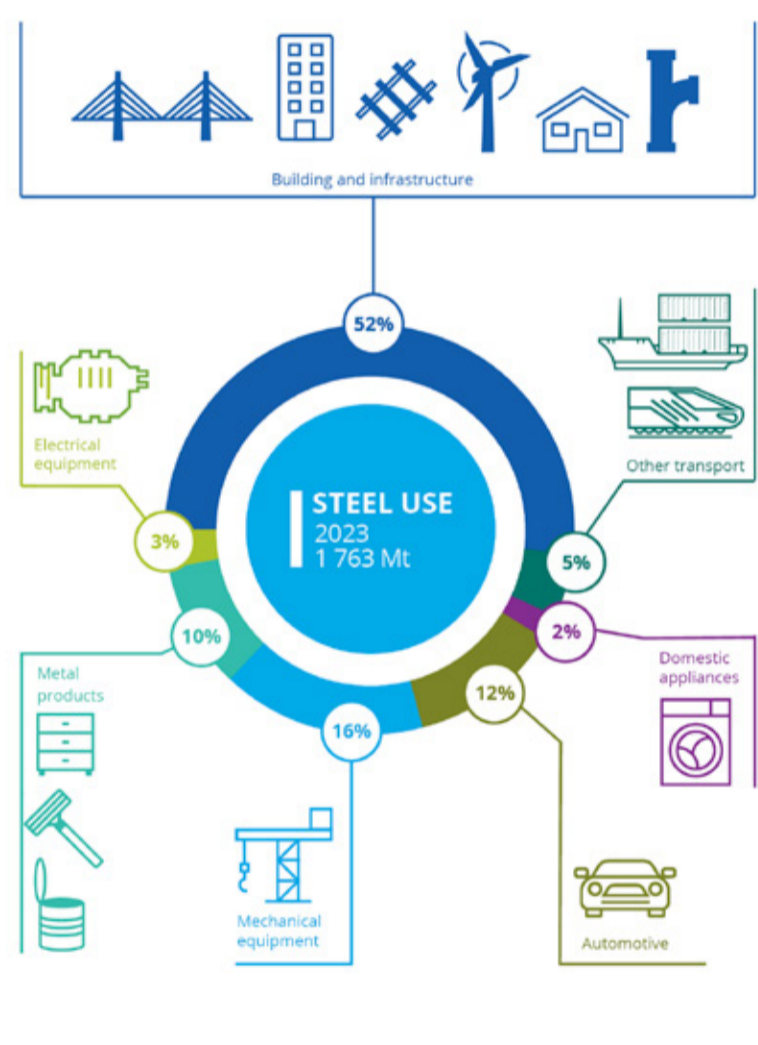 Building and infrastructure
52%
Electrical
equipment
Other transport
STEEL USE
2023
1 763 Mt
3%
5%
10%
2%
Metal
products
Domestic
appliances
12%
16%
Mechanical
equipment
Automotive